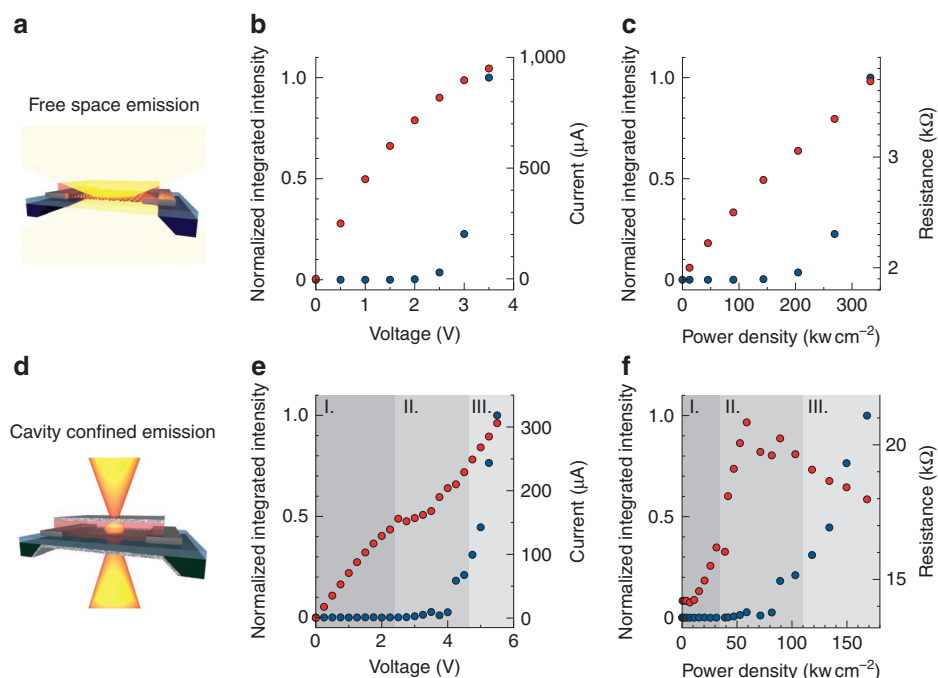 a
Free space emission
b
Normalized integrated intensity
1.0
0.5
0
1,000
500
0
Current (μA)
0 1 2 3 4
Voltage (V)
c
Normalized integrated intensity
1.0
0.5
0
3
2
Resistance (kΩ)
0 100 200 300
Power density (kw cm⁻²)
d
Cavity confined emission
e
Normalized integrated intensity
1.0
0.5
0
I. II. III.
300
200
100
0
Current (μA)
0 2 4 6
Voltage (V)
f
Normalized integrated intensity
1.0
0.5
0.0
I. II. III.
20
15
Resistance (kΩ)
0 50 100 150
Power density (kw cm⁻²)